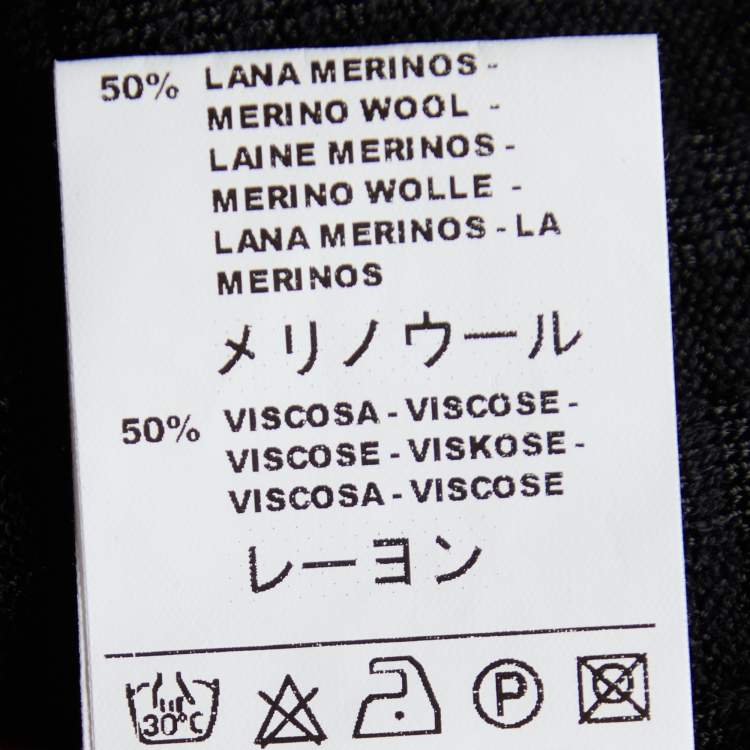 50% LANA MERINOS -
MERINO WOOL -
LAINE MERINOS -
MERINO WOLLE -
LANA MERINOS - LA
MERINOS
メリノウール
50% VISCOSA - VISCOSE -
VISCOSE - VISKOSE -
VISCOSA - VISCOSE
レーヨン
30°C P